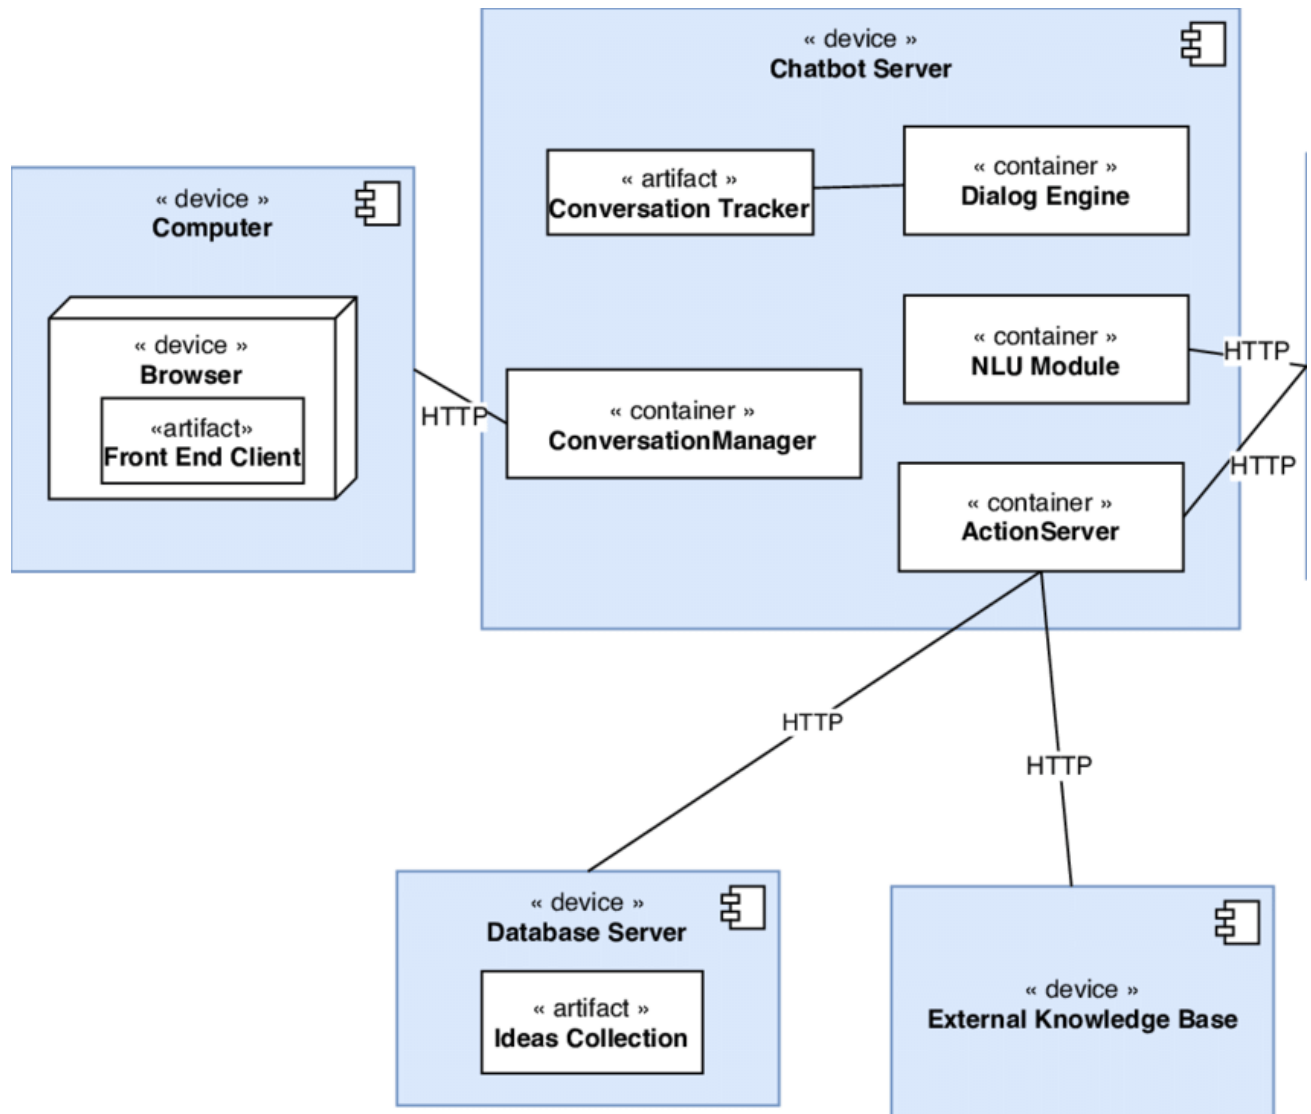 « device »
Chatbot Server
« artifact »
Conversation Tracker
« container »
Dialog Engine
« device »
Computer
« device »
Browser
«artifact»
Front End Client
HTTP
« container »
ConversationManager
« container »
NLU Module
HTTP
HTTP
« container »
ActionServer
HTTP
HTTP
« device »
Database Server
« artifact »
Ideas Collection
« device »
External Knowledge Base